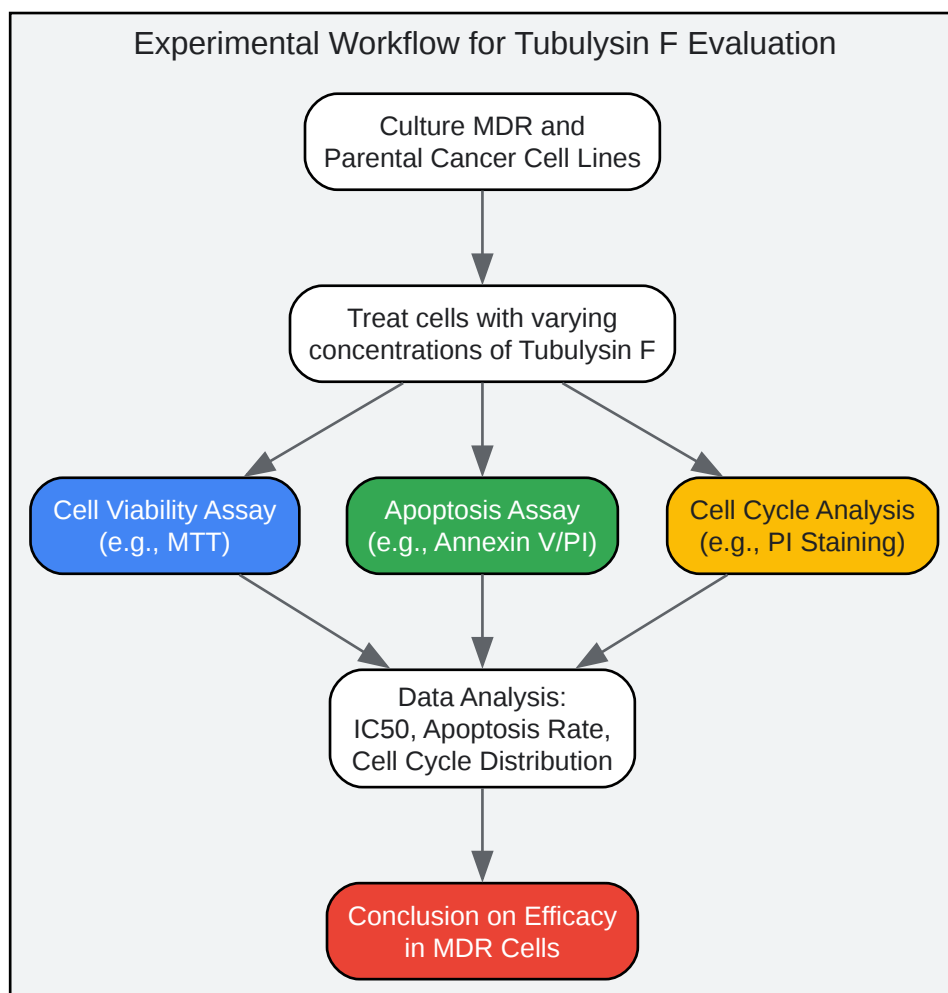 Experimental Workflow for Tubulysin F Evaluation
Culture MDR and
Parental Cancer Cell Lines
Treat cells with varying
concentrations of Tubulysin F
Cell Viability Assay
(e.g., MTT)
Apoptosis Assay
(e.g., Annexin V/PI)
Cell Cycle Analysis
(e.g., PI Staining)
Data Analysis:
IC50, Apoptosis Rate,
Cell Cycle Distribution
Conclusion on Efficacy
in MDR Cells